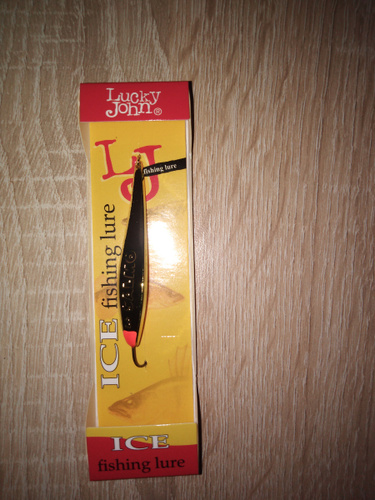 Lucky
John®
LJ
fishing lure
ICE fishing lure
ICE
fishing lure